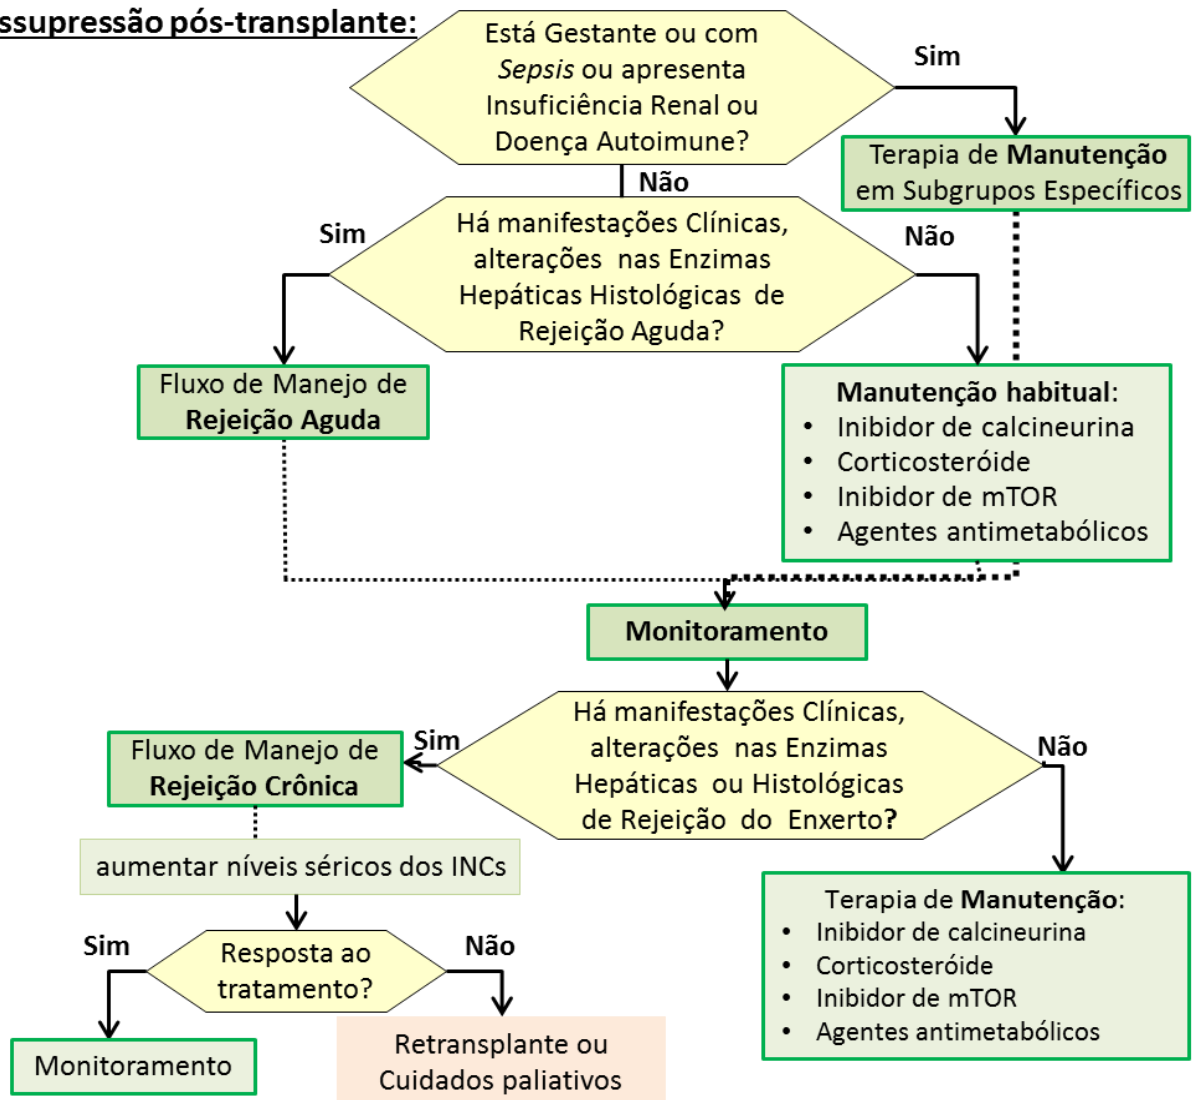 ssupressão pós-transplante:
Está Gestante ou com
Sepsis ou apresenta
Insuficiência Renal ou
Doença Autoimune?
Sim
Terapia de Manutenção
em Subgrupos Específicos
Não
Há manifestações Clínicas,
alterações nas Enzimas
Hepáticas Histológicas de
Rejeição Aguda?
Sim
Não
Fluxo de Manejo de
Rejeição Aguda
Manutenção habitual:
• Inibidor de calcineurina
• Corticosteróide
• Inibidor de mTOR
• Agentes antimetabólicos
Monitoramento
Há manifestações Clínicas,
alterações nas Enzimas
Hepáticas ou Histológicas
de Rejeição do Enxerto?
Sim
Não
Fluxo de Manejo de
Rejeição Crônica
aumentar níveis séricos dos INCs
Resposta ao
tratamento?
Sim
Não
Monitoramento
Retransplante ou
Cuidados paliativos
Terapia de Manutenção:
• Inibidor de calcineurina
• Corticosteróide
• Inibidor de mTOR
• Agentes antimetabólicos